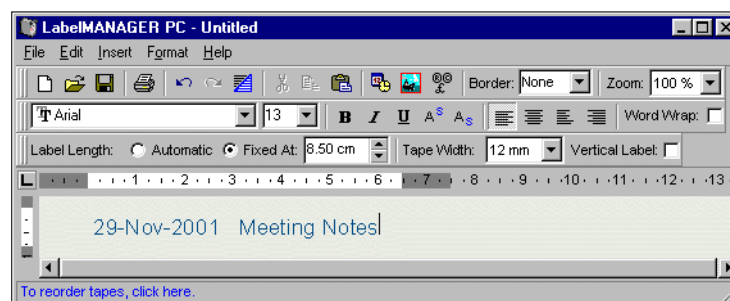 LabelMANAGER PC - Untitled
File Edit Insert Format Help
Border: None Zoom: 100 %
Arial 13 B I U A S A S Word Wrap:
Label Length: Automatic Fixed At: 8.50 cm Tape Width: 12 mm Vertical Label:
L 1 2 3 4 5 6 7 8 9 10 11 12 13
29-Nov-2001 Meeting Notes
To reorder tapes, click here.